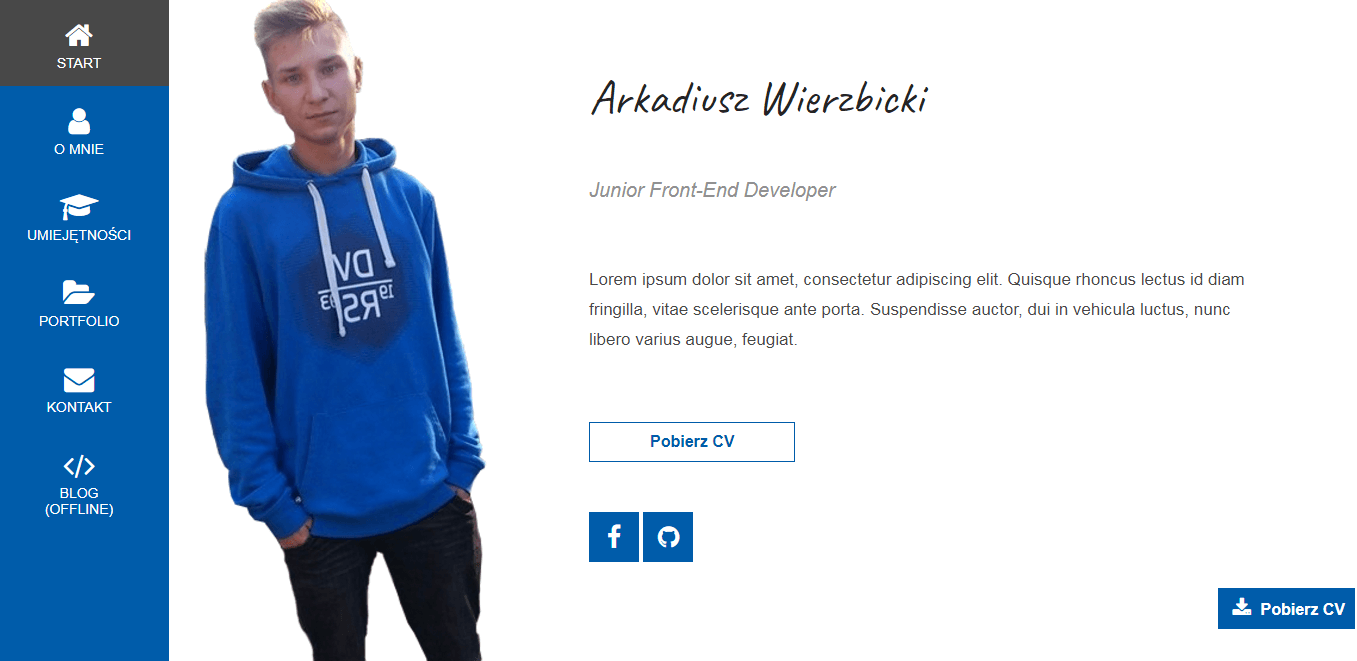 START
O MNIE
UMIEJĘTNOŚCI
PORTFOLIO
KONTAKT
BLOG
(OFFLINE)
Arkadiusz Wierzbicki
Junior Front-End Developer
Lorem ipsum dolor sit amet, consectetur adipiscing elit. Quisque rhoncus lectus id diam
fringilla, vitae scelerisque ante porta. Suspendisse auctor, dui in vehicula luctus, nunc
libero varius augue, feugiat.
Pobierz CV
Pobierz CV
DV
19
RS